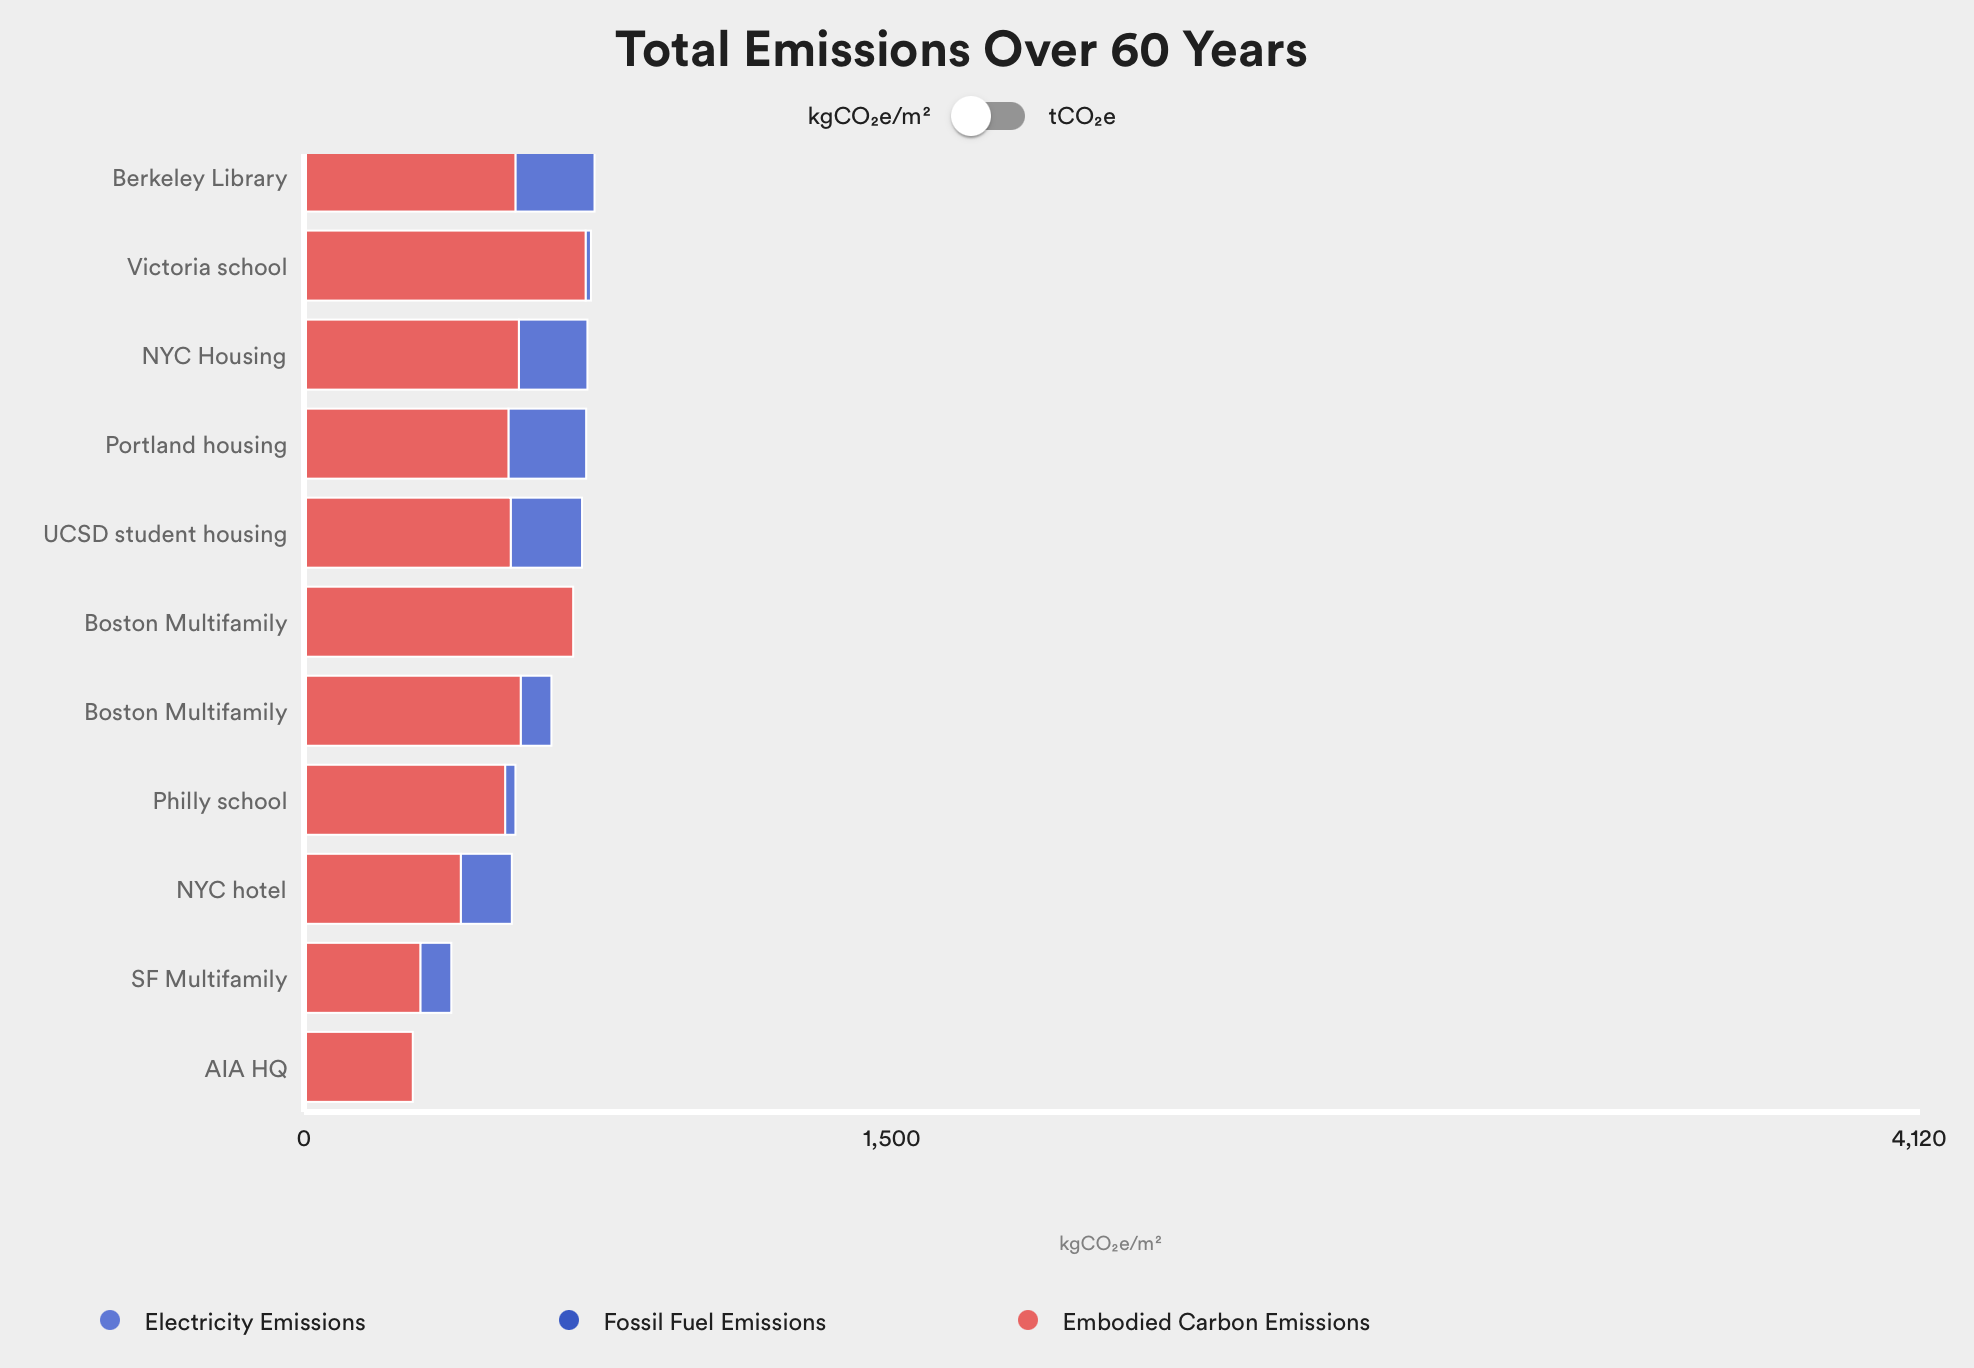 Total Emissions Over 60 Years
kgCO₂e/m² tCO₂e
Berkeley Library
Victoria school
NYC Housing
Portland housing
UCSD student housing
Boston Multifamily
Boston Multifamily
Philly school
NYC hotel
SF Multifamily
AIA HQ
0 1,500 4,120
kgCO₂e/m²
Electricity Emissions Fossil Fuel Emissions Embodied Carbon Emissions